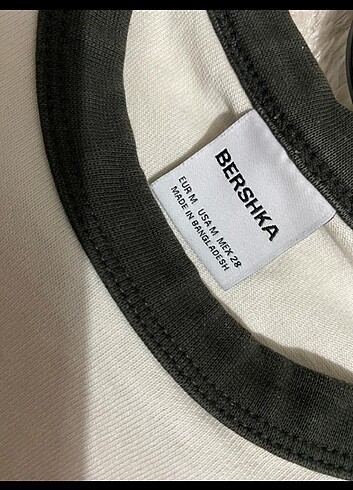 BERSHKA
EUR M USA M MEX 28
MADE IN BANGLADESH